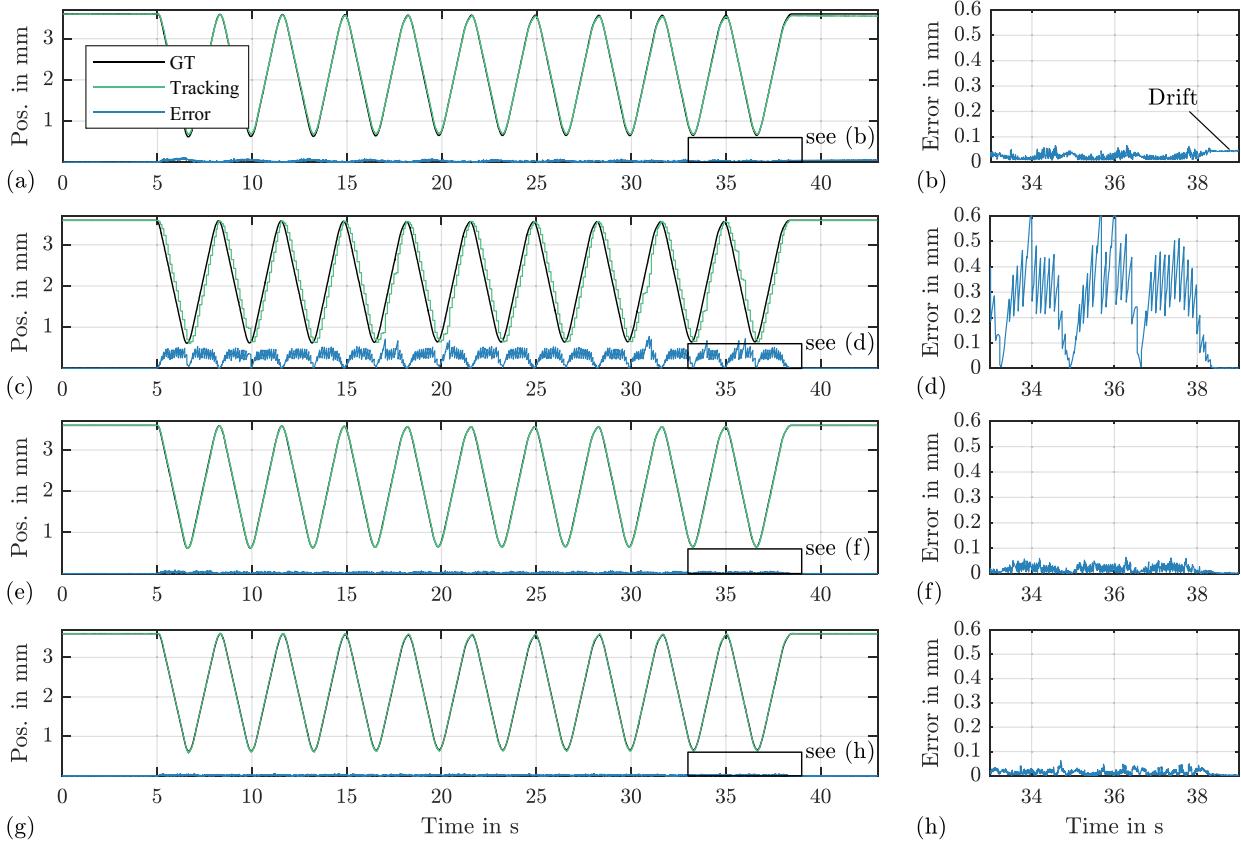 Pos. in mm
3
2
1
GT
Tracking
Error
see (b)
(a)
0 5 10 15 20 25 30 35 40
Error in mm
0.6
0.5
0.4
0.3
0.2
0.1
0
Drift
(b)
34 36 38
Pos. in mm
3
2
1
see (d)
(c)
0 5 10 15 20 25 30 35 40
Error in mm
0.6
0.5
0.4
0.3
0.2
0.1
0
(d)
34 36 38
Pos. in mm
3
2
1
see (f)
(e)
0 5 10 15 20 25 30 35 40
Error in mm
0.6
0.5
0.4
0.3
0.2
0.1
0
(f)
34 36 38
Pos. in mm
3
2
1
see (h)
0 5 10 15 20 25 30 35 40
(g)
Time in s
Error in mm
0.6
0.5
0.4
0.3
0.2
0.1
0
34 36 38
(h)
Time in s